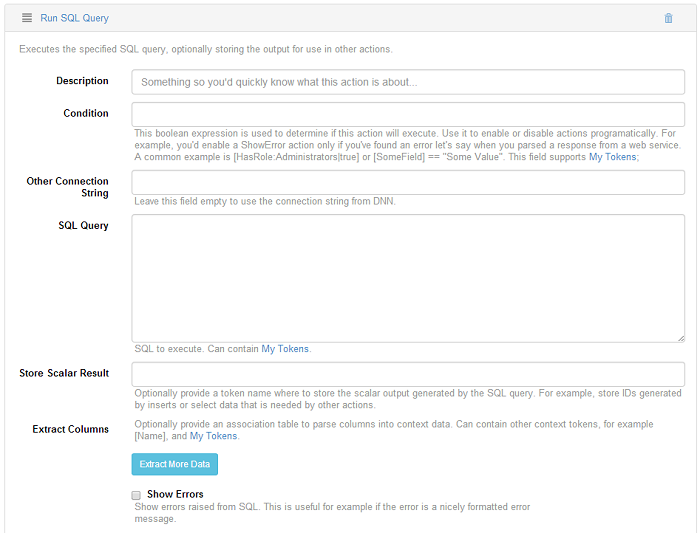 Run SQL Query
Executes the specified SQL query, optionally storing the output for use in other actions.
Description
Something so you'd quickly know what this action is about...
Condition
This boolean expression is used to determine if this action will execute. Use it to enable or disable actions programatically. For
example, you'd enable a ShowError action only if you've found an error let's say when you parsed a response from a web service.
A common example is [HasRole:Administrators|true] or [SomeField] == "Some Value". This field supports My Tokens;
Other Connection
String
Leave this field empty to use the connection string from DNN.
SQL Query
SQL to execute. Can contain My Tokens.
Store Scalar Result
Optionally provide a token name where to store the scalar output generated by the SQL query. For example, store IDs generated
by inserts or select data that is needed by other actions.
Extract Columns
Optionally provide an association table to parse columns into context data. Can contain other context tokens, for example
[Name], and My Tokens.
Extract More Data
Show Errors
Show errors raised from SQL. This is useful for example if the error is a nicely formatted error
message.